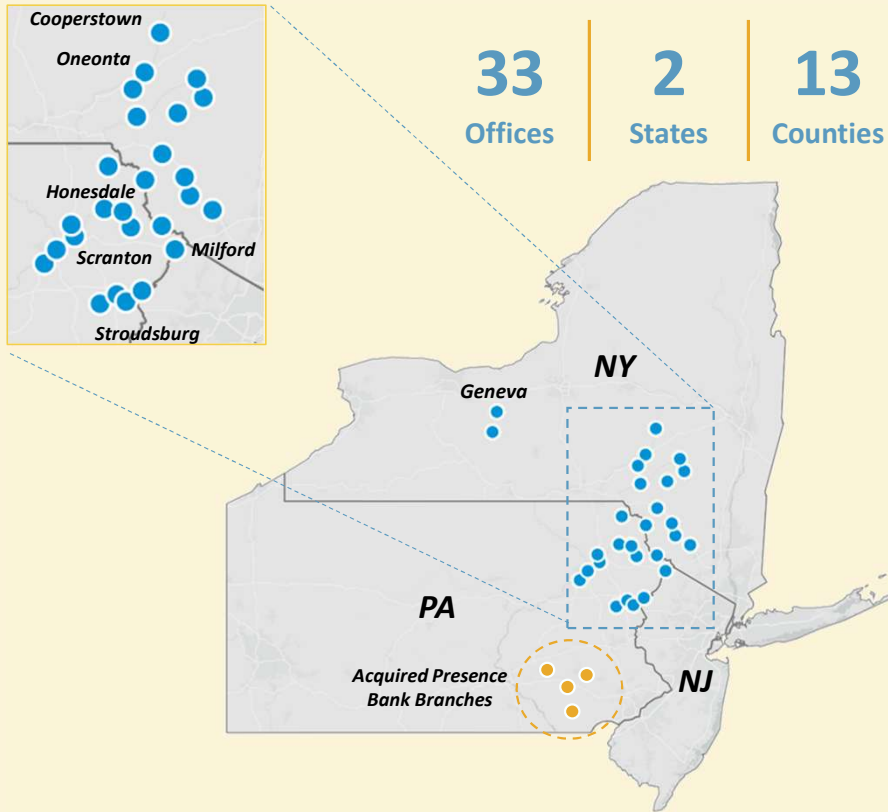 Cooperstown
Oneonta
Honesdale
Scranton
Milford
Stroudsburg
33
Offices
2
States
13
Counties
NY
Geneva
PA
Acquired Presence
Bank Branches
NJ